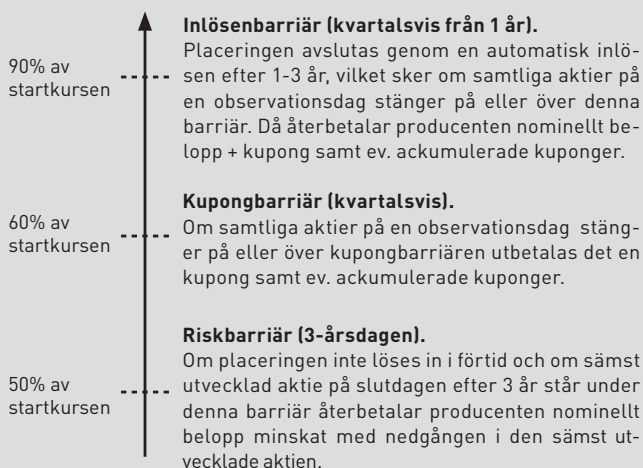 Inlösenbarriär (kvartalsvis från 1 år).
90% av
startkursen
Placeringen avslutas genom en automatisk inlö-
sen efter 1-3 år, vilket sker om samtliga aktier på
en observationsdag stänger på eller över denna
barriär. Då återbetalar producenten nominellt be-
lopp + kupong samt ev. ackumulerade kuponger.
60% av
startkursen
Kupongbarriär (kvartalsvis).
Om samtliga aktier på en observationsdag stäng-
er på eller över kupongbarriären utbetalas det en
kupong samt ev. ackumulerade kuponger.
50% av
startkursen
Riskbarriär (3-årsdagen).
Om placeringen inte löses in i förtid och om sämst
utvecklad aktie på slutdagen efter 3 år står under
denna barriär återbetalar producenten nominellt
belopp minskat med nedgången i den sämst ut-
vecklade aktien.